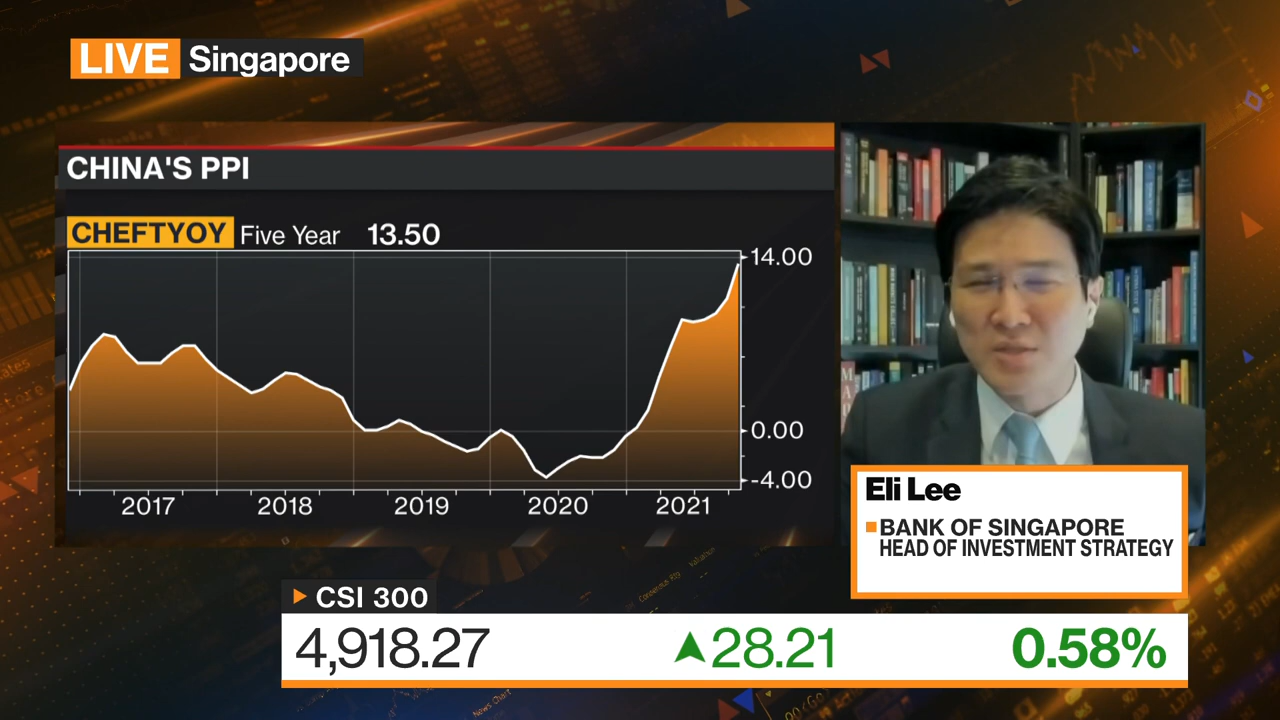 LIVE Singapore
CHINA'S PPI
CHEFTYOY Five Year 13.50
14.00
0.00
-4.00
2017 2018 2019 2020 2021
Eli Lee
BANK OF SINGAPORE
HEAD OF INVESTMENT STRATEGY
CSI 300
4,918.27 28.21 0.58%